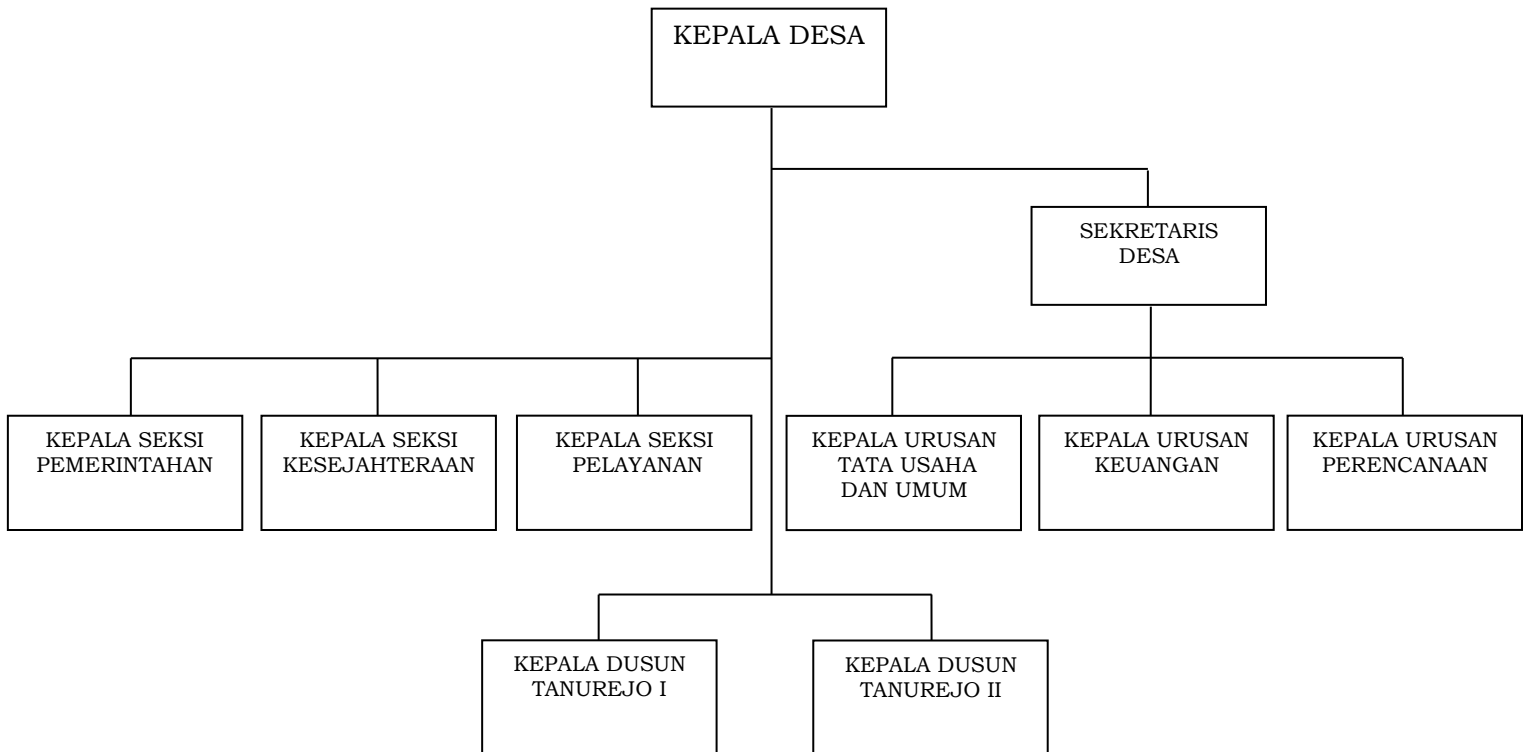 KEPALA DESA
SEKRETARIS
DESA
KEPALA SEKSI
PEMERINTAHAN
KEPALA SEKSI
KESEJAHTERAAN
KEPALA SEKSI
PELAYANAN
KEPALA URUSAN
TATA USAHA
DAN UMUM
KEPALA URUSAN
KEUANGAN
KEPALA URUSAN
PERENCANAAN
KEPALA DUSUN
TANUREJO I
KEPALA DUSUN
TANUREJO II